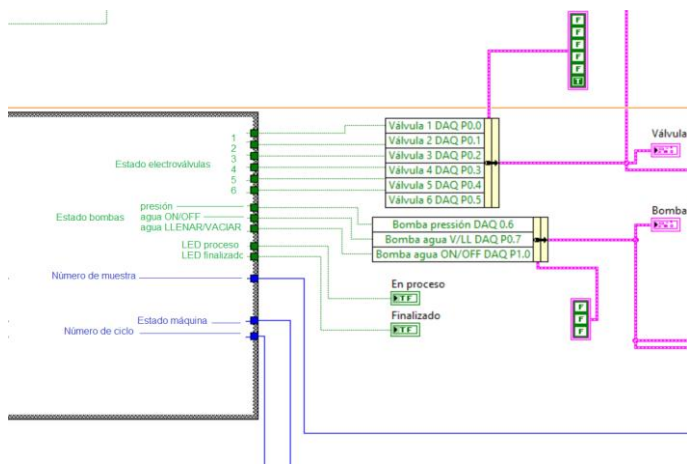 F
F
F
F
F
T
1
2
3
4
5
6
Estado electroválvulas
Válvula 1 DAQ P0.0
Válvula 2 DAQ P0.1
Válvula 3 DAQ P0.2
Válvula 4 DAQ P0.3
Válvula 5 DAQ P0.4
Válvula 6 DAQ P0.5
Válvula
presión
Estado bombas agua ON/OFF
agua LLENAR/VACIAR
Bomba pressión DAQ 0.6
Bomba agua V/LL DAQ P0.7
Bomba agua ON/OFF DAQ P1.0
Bomba
LED proceso
LED finalizado
En proceso
TF
Finalizado
TF
F
F
F
Número de muestra
Estado máquina
Número de ciclo